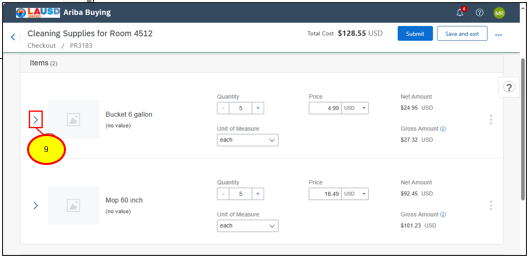 LAUSD Ariba Buying
Cleaning Supplies for Room 4512
Checkout / PR3183
Total Cost $128.55 USD
Submit
Save and exit
Items (2)
?
Bucket 6 gallon
(no value)
Quantity
- 5 +
Unit of Measure
each
Price
4.99 USD
Net Amount
$24.95 USD
Gross Amount
$27.32 USD
9
Mop 60 inch
(no value)
Quantity
- 5 +
Unit of Measure
each
Price
18.49 USD
Net Amount
$92.45 USD
Gross Amount
$101.23 USD